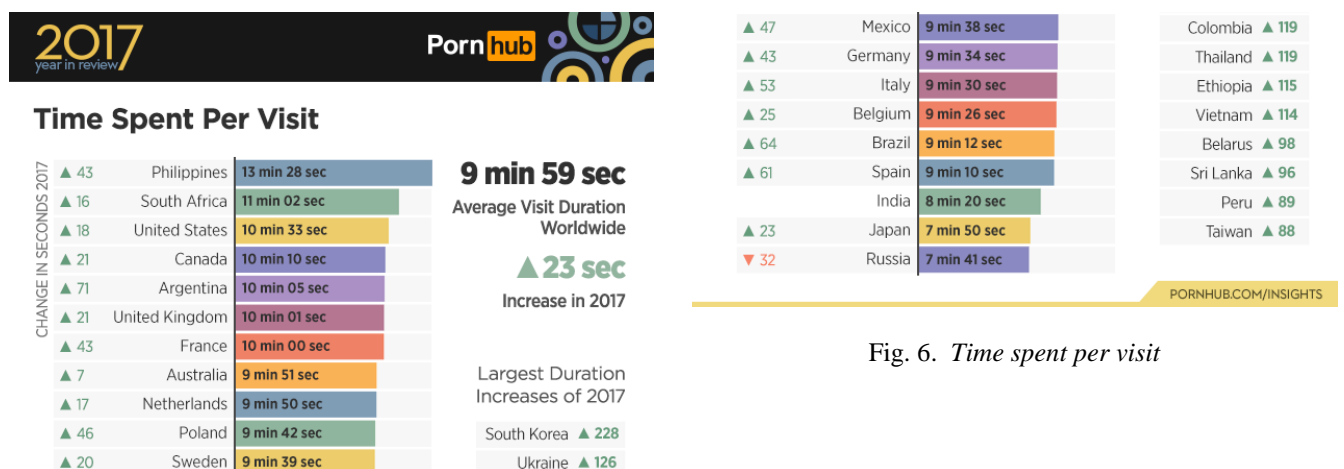 2017
year in review
Pornhub
Time Spent Per Visit
CHANGE IN SECONDS 2017
▲ 43 Philippines 13 min 28 sec
▲ 16 South Africa 11 min 02 sec
▲ 18 United States 10 min 33 sec
▲ 21 Canada 10 min 10 sec
▲ 71 Argentina 10 min 05 sec
▲ 21 United Kingdom 10 min 01 sec
▲ 43 France 10 min 00 sec
▲ 7 Australia 9 min 51 sec
▲ 17 Netherlands 9 min 50 sec
▲ 46 Poland 9 min 42 sec
▲ 20 Sweden 9 min 39 sec
9 min 59 sec
Average Visit Duration
Worldwide
▲ 23 sec
Increase in 2017
Largest Duration
Increases of 2017
South Korea ▲ 228
Ukraine ▲ 126
▲ 47 Mexico 9 min 38 sec
▲ 43 Germany 9 min 34 sec
▲ 53 Italy 9 min 30 sec
▲ 25 Belgium 9 min 26 sec
▲ 64 Brazil 9 min 12 sec
▲ 61 Spain 9 min 10 sec
India 8 min 20 sec
▲ 23 Japan 7 min 50 sec
▼ 32 Russia 7 min 41 sec
Colombia ▲ 119
Thailand ▲ 119
Ethiopia ▲ 115
Vietnam ▲ 114
Belarus ▲ 98
Sri Lanka ▲ 96
Peru ▲ 89
Taiwan ▲ 88
PORNHUB.COM/INSIGHTS
Fig. 6. Time spent per visit